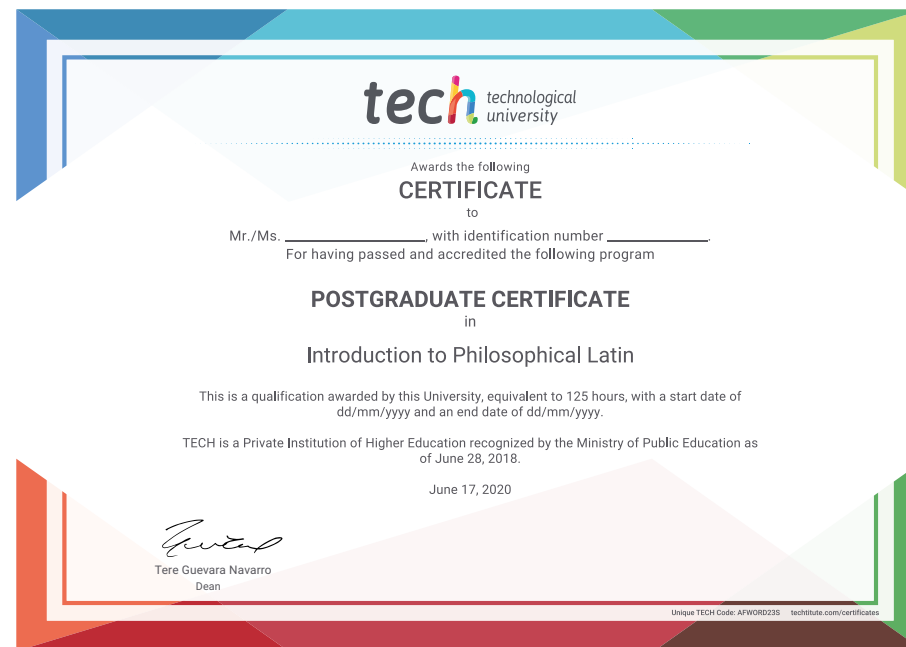 tech technological
university
Awards the following
CERTIFICATE
to
Mr./Ms. ____________________, with identification number ______________.
For having passed and accredited the following program
POSTGRADUATE CERTIFICATE
in
Introduction to Philosophical Latin
This is a qualification awarded by this University, equivalent to 125 hours, with a start date of
dd/mm/yyyy and an end date of dd/mm/yyyy.
TECH is a Private Institution of Higher Education recognized by the Ministry of Public Education as
of June 28, 2018.
June 17, 2020
Tere Guevara Navarro
Dean
Unique TECH Code: AFWORD23S techtitute.com/certificates